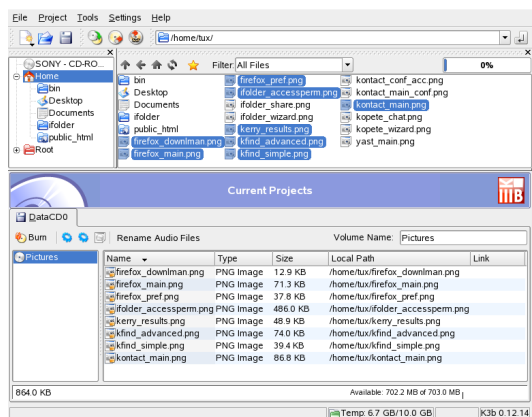 File Project Tools Settings Help
/home/tux/
SONY - CD-RO...
Home
bin
Desktop
Documents
ifolder
public_html
Root
Filter: All Files
0%
bin
Desktop
Documents
ifolder
public_html
firefox_downlman.png
firefox_main.png
firefox_pref.png
ifolder_accessperm.png
ifolder_share.png
ifolder_wizard.png
kerry_results.png
kfind_advanced.png
kfind_simple.png
kontact_conf_acc.png
kontact_main_conf.png
kontact_main.png
kopete_chat.png
kopete_wizard.png
yast_main.png
Current Projects
DataCD0
Burn Rename Audio Files Volume Name: Pictures
Pictures
Name Type Size Local Path Link
firefox_downlman.png PNG Image 12.9 KB /home/tux/firefox_downlman.png
firefox_main.png PNG Image 71.3 KB /home/tux/firefox_main.png
firefox_pref.png PNG Image 37.8 KB /home/tux/firefox_pref.png
ifolder_accessperm.png PNG Image 486.0 KB /home/tux/ifolder_accessperm.png
kerry_results.png PNG Image 48.9 KB /home/tux/kerry_results.png
kfind_advanced.png PNG Image 74.0 KB /home/tux/kfind_advanced.png
kfind_simple.png PNG Image 39.4 KB /home/tux/kfind_simple.png
kontact_main.png PNG Image 86.8 KB /home/tux/kontact_main.png
864.0 KB Available: 702.2 MB of 703.0 MB
Temp: 6.7 GB/10.0 GB K3b 0.12.14